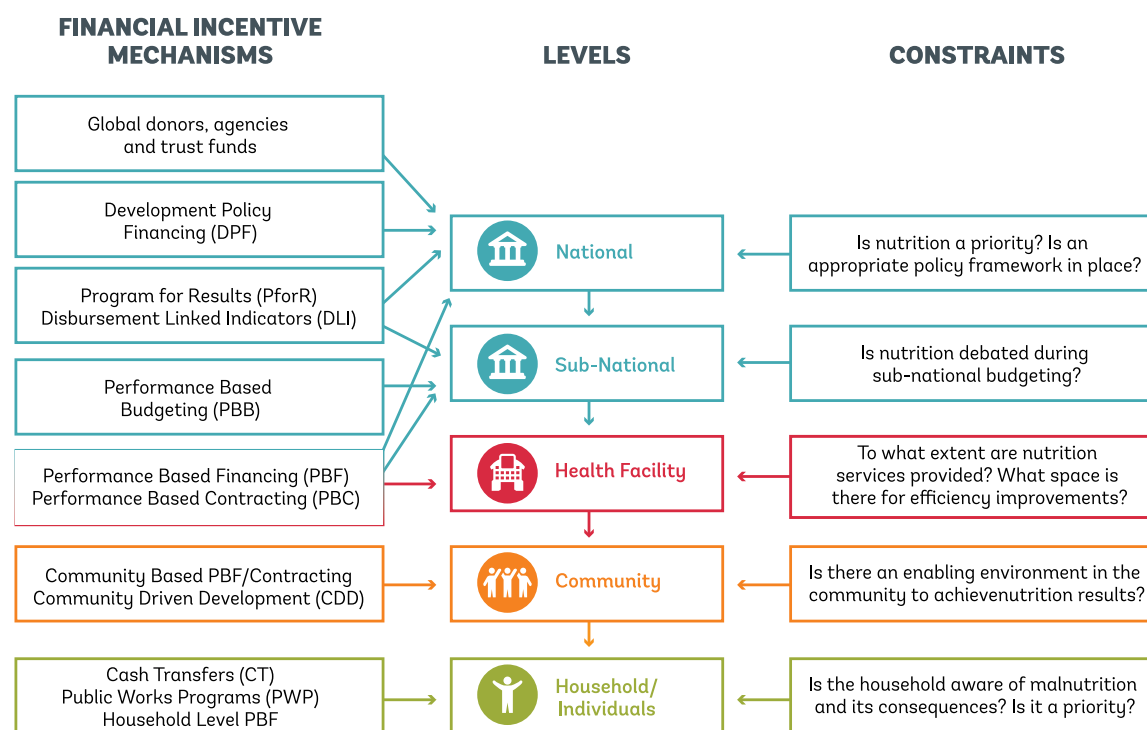 FINANCIAL INCENTIVE
MECHANISMS
LEVELS
CONSTRAINTS
Global donors, agencies
and trust funds
Development Policy
Financing (DPF)
Program for Results (PforR)
Disbursement Linked Indicators (DLI)
Performance Based
Budgeting (PBB)
Performance Based Financing (PBF)
Performance Based Contracting (PBC)
Community Based PBF/Contracting
Community Driven Development (CDD)
Cash Transfers (CT)
Public Works Programs (PWP)
Household Level PBF
National
Sub-National
Health Facility
Community
Household/
Individuals
Is nutrition a priority? Is an
appropriate policy framework in place?
Is nutrition debated during
sub-national budgeting?
To what extent are nutrition
services provided? What space is
there for efficiency improvements?
Is there an enabling environment in the
community to achievenutrition results?
Is the household aware of malnutrition
and its consequences? Is it a priority?